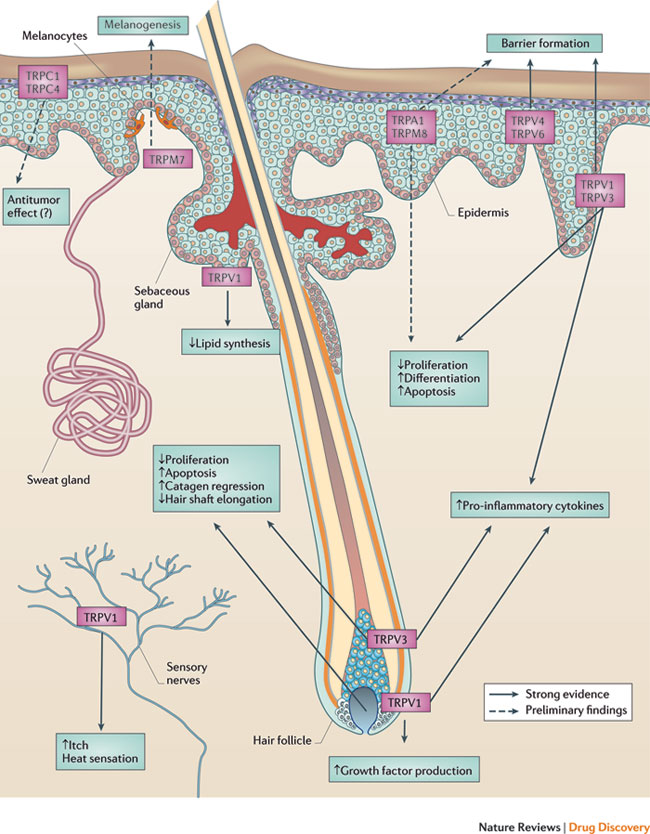 Melanogenesis
Melanocytes
Barrier formation
TRPC1
TRPC4
TRPA1
TRPM8
TRPV4
TRPV6
TRPM7
TRPV1
TRPV3
Antitumor
effect (?)
Epidermis
TRPV1
Sebaceous
gland
↓Lipid synthesis
↓Proliferation
↑Differentiation
↑Apoptosis
Sweat gland
↓Proliferation
↑Apoptosis
↑Catagen regression
↓Hair shaft elongation
↑Pro-inflammatory cytokines
TRPV1
TRPV3
Sensory
nerves
TRPV1
Strong evidence
Preliminary findings
Hair follicle
↑Itch
Heat sensation
↑Growth factor production
Nature Reviews | Drug Discovery